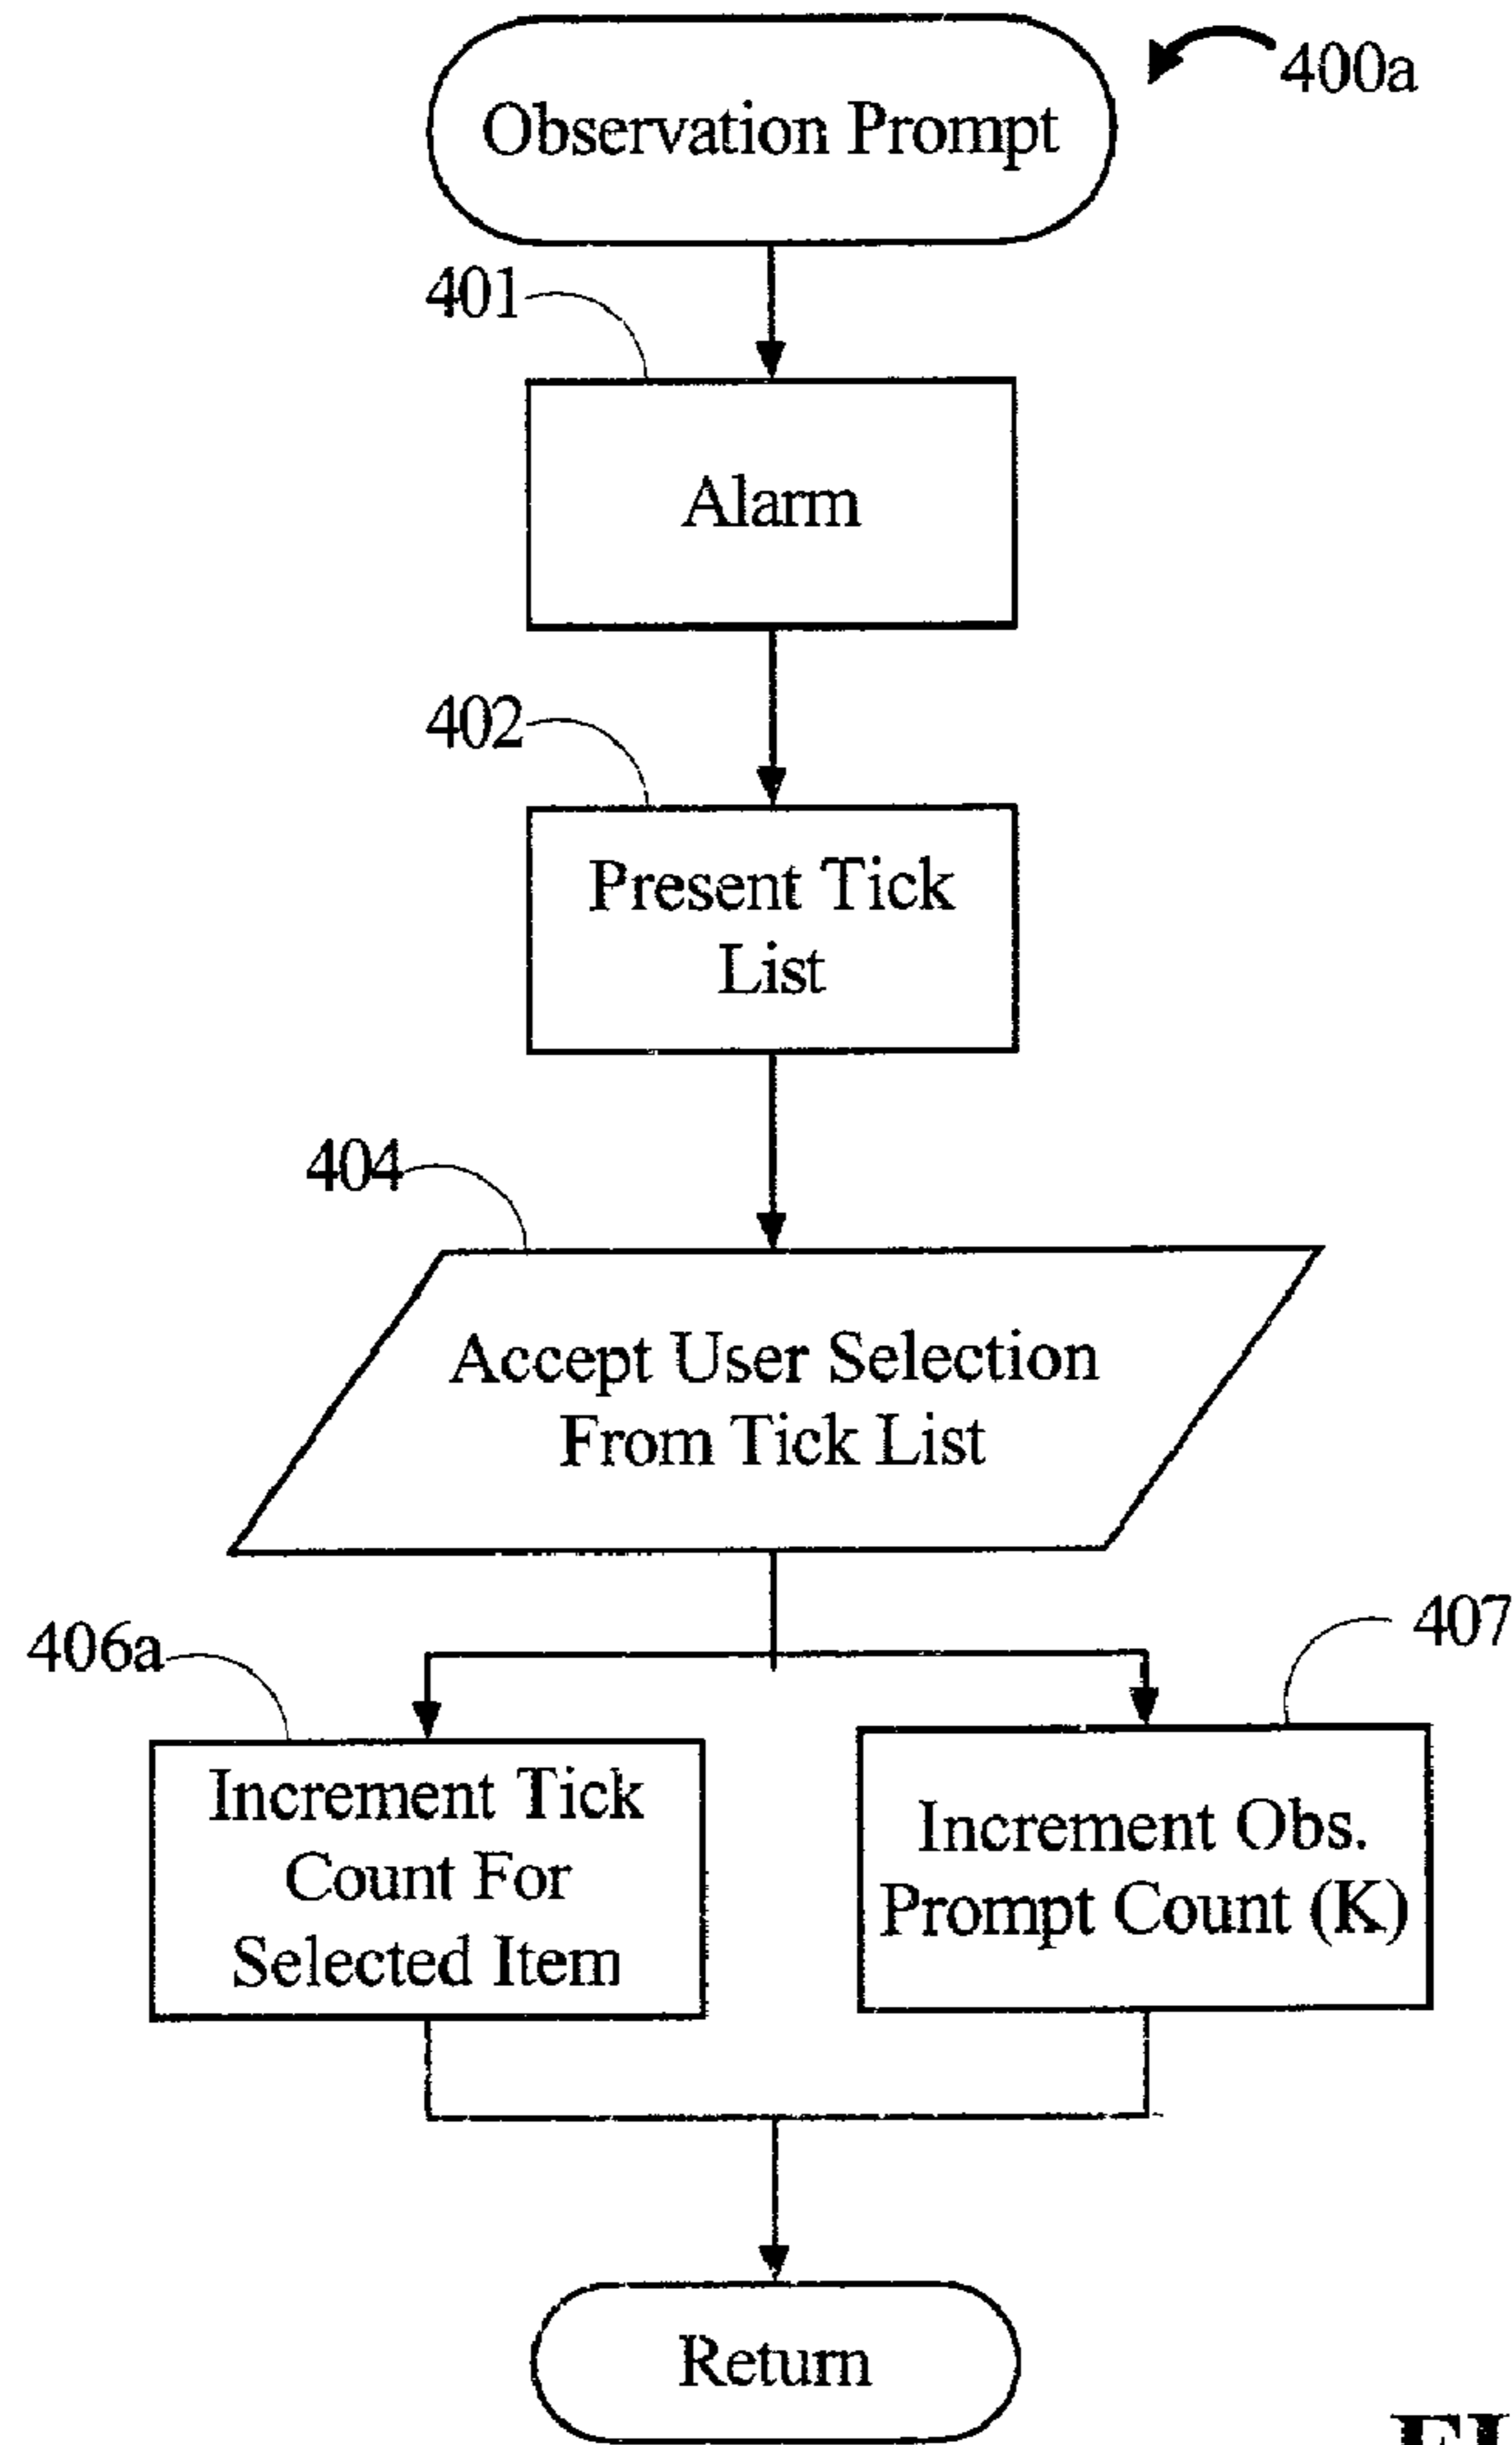 400a
Observation Prompt
401
Alarm
402
Present Tick
List
404
Accept User Selection
From Tick List
406a
407
Increment Tick
Count For
Selected Item
Increment Obs.
Prompt Count (K)
Return